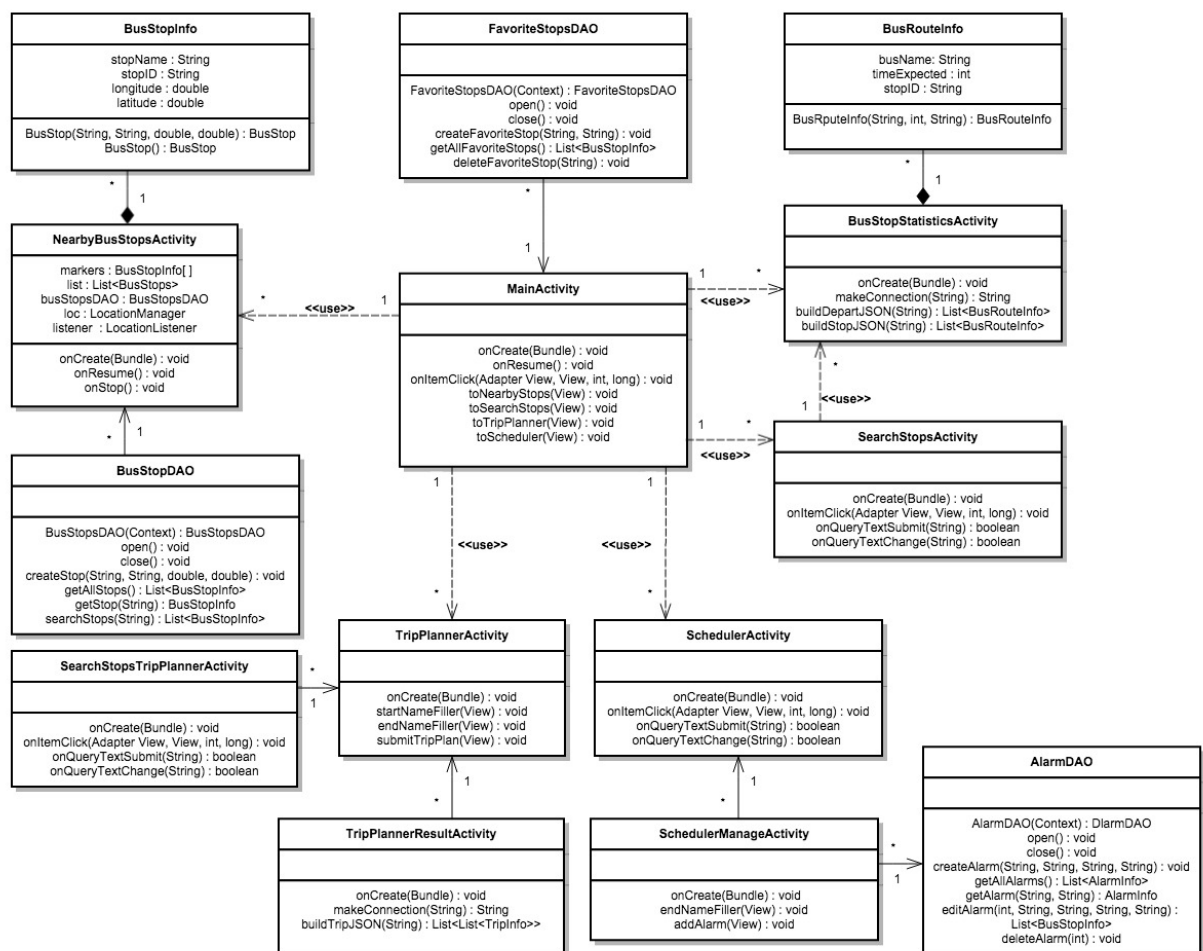 BusStopInfo
stopName : String
stopID : String
longitude : double
latitude : double
BusStop(String, String, double, double) : BusStop
BusStop() : BusStop
FavoriteStopsDAO
FavoriteStopsDAO(Context) : FavoriteStopsDAO
open() : void
close() : void
createFavoriteStop(String, String) : void
getAllFavoriteStops() : List<BusStopInfo>
deleteFavoriteStop(String) : void
BusRouteInfo
busName: String
timeExpected : int
stopID : String
BusRputeInfo(String, int, String) : BusRouteInfo
*
1
*
1
*
1
NearbyBusStopsActivity
markers : BusStopInfo[ ]
list : List<BusStops>
busStopsDAO : BusStopsDAO
loc : LocationManager
listener : LocationListener
onCreate(Bundle) : void
onResume() : void
onStop() : void
*
1
<<use>>
MainActivity
onCreate(Bundle) : void
onResume() : void
onItemClick(Adapter View, View, int, long) : void
toNearbyStops(View) : void
toSearchStops(View) : void
toTripPlanner(View) : void
toScheduler(View) : void
1
*
<<use>>
BusStopStatisticsActivity
onCreate(Bundle) : void
makeConnection(String) : String
buildDepartJSON(String) : List<BusRouteInfo>
buildStopJSON(String) : List<BusRouteInfo>
*
<<use>>
1
1
*
<<use>>
SearchStopsActivity
onCreate(Bundle) : void
onItemClick(Adapter View, View, int, long) : void
onQueryTextSubmit(String) : boolean
onQueryTextChange(String) : boolean
1
*
BusStopDAO
BusStopsDAO(Context) : BusStopsDAO
open() : void
close() : void
createStop(String, String, double, double) : void
getAllStops() : List<BusStopInfo>
getStop(String) : BusStopInfo
searchStops(String) : List<BusStopInfo>
1
<<use>>
*
1
<<use>>
*
SearchStopsTripPlannerActivity
onCreate(Bundle) : void
onItemClick(Adapter View, View, int, long) : void
onQueryTextSubmit(String) : boolean
onQueryTextChange(String) : boolean
*
1
TripPlannerActivity
onCreate(Bundle) : void
startNameFiller(View) : void
endNameFiller(View) : void
submitTripPlan(View) : void
SchedulerActivity
onCreate(Bundle) : void
onItemClick(Adapter View, View, int, long) : void
onQueryTextSubmit(String) : boolean
onQueryTextChange(String) : boolean
1
*
1
*
TripPlannerResultActivity
onCreate(Bundle) : void
makeConnection(String) : String
buildTripJSON(String) : List<List<TripInfo>>
SchedulerManageActivity
onCreate(Bundle) : void
endNameFiller(View) : void
addAlarm(View) : void
*
1
AlarmDAO
AlarmDAO(Context) : DlarmDAO
open() : void
close() : void
createAlarm(String, String, String, String) : void
getAllAlarms() : List<AlarmInfo>
getAlarm(String, String) : AlarmInfo
editAlarm(int, String, String, String, String) :
List<BusStopInfo>
deleteAlarm(int) : void